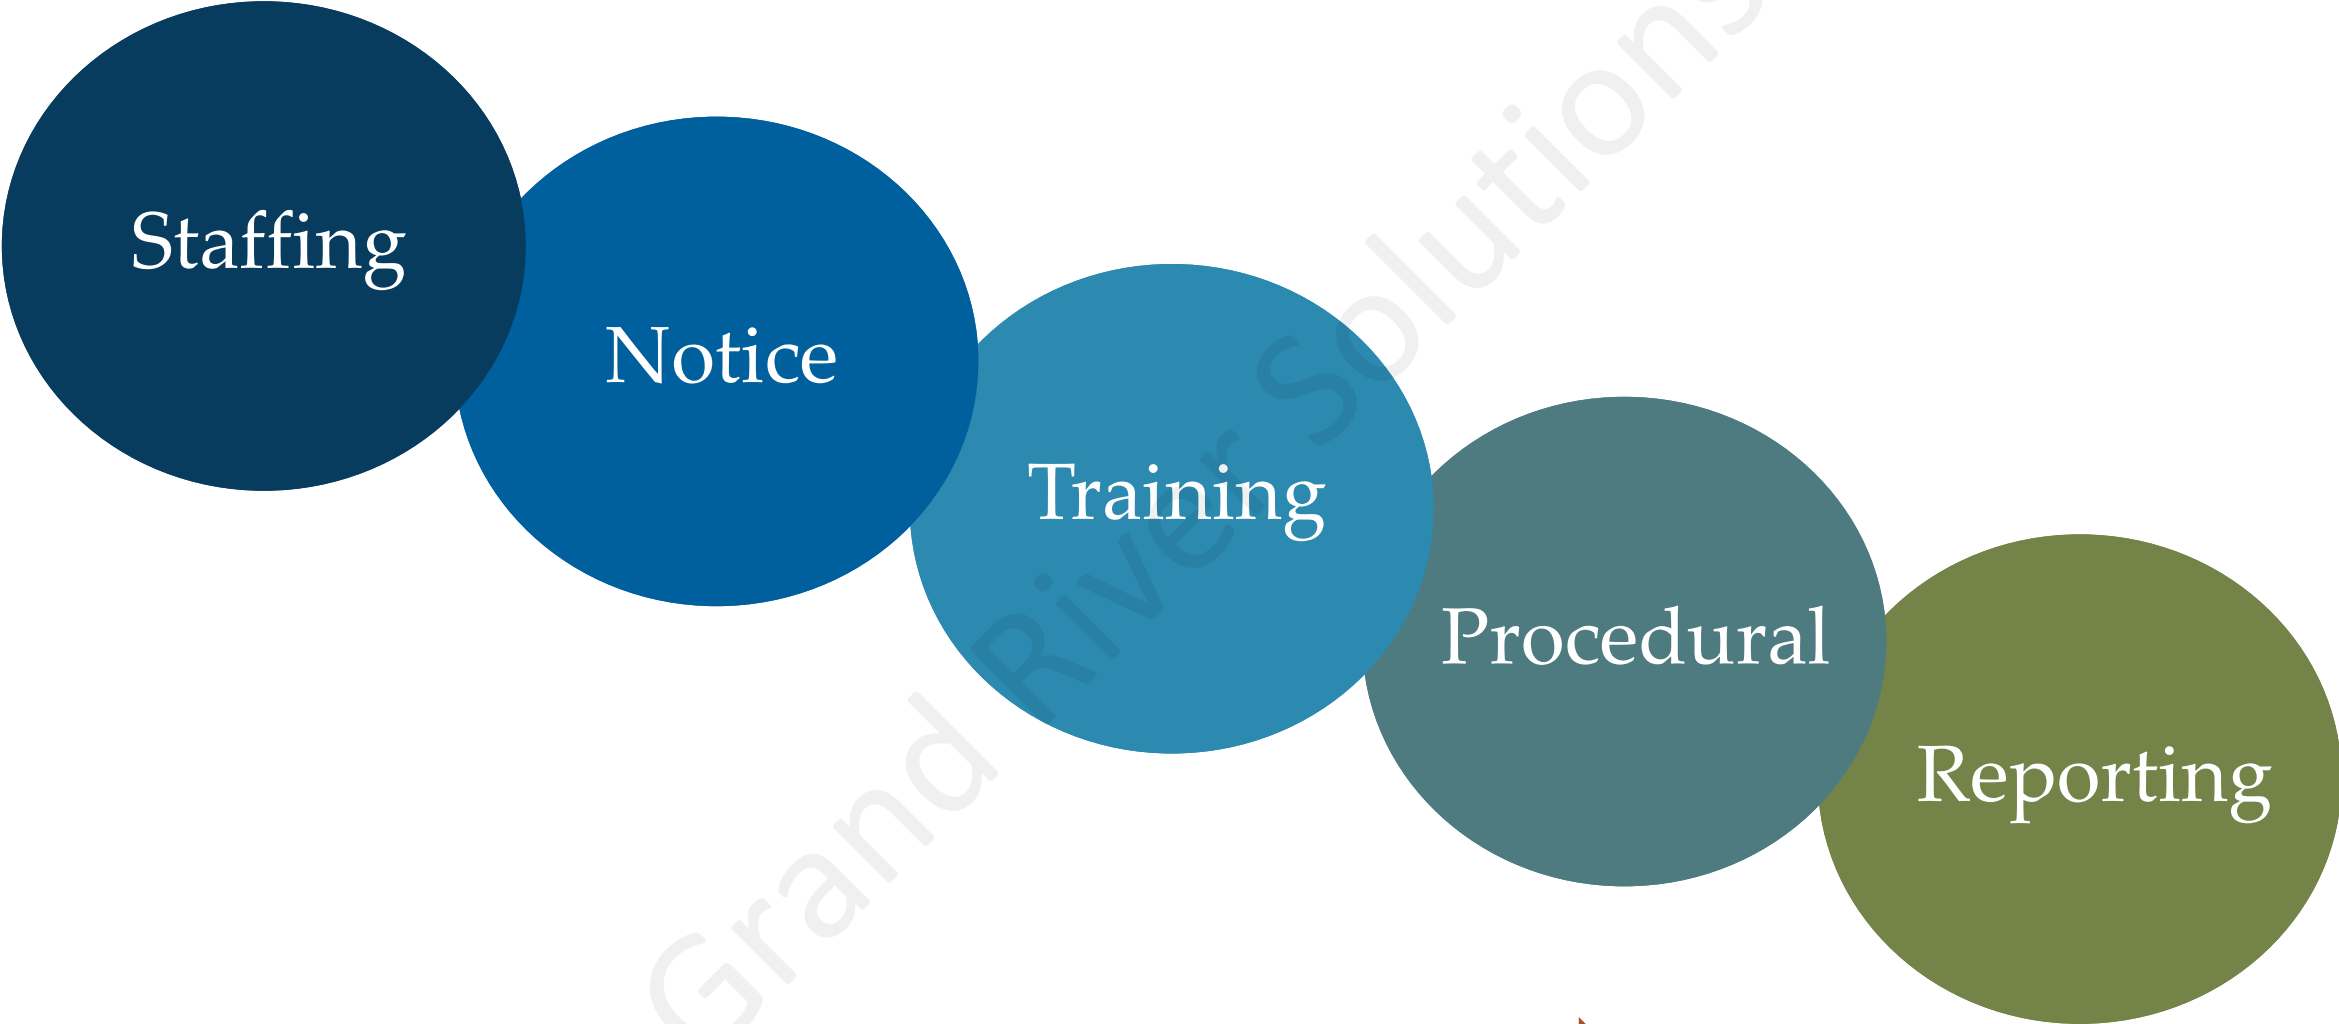 Staffing
Notice
Training
Procedural
Reporting
Grand River Solutions